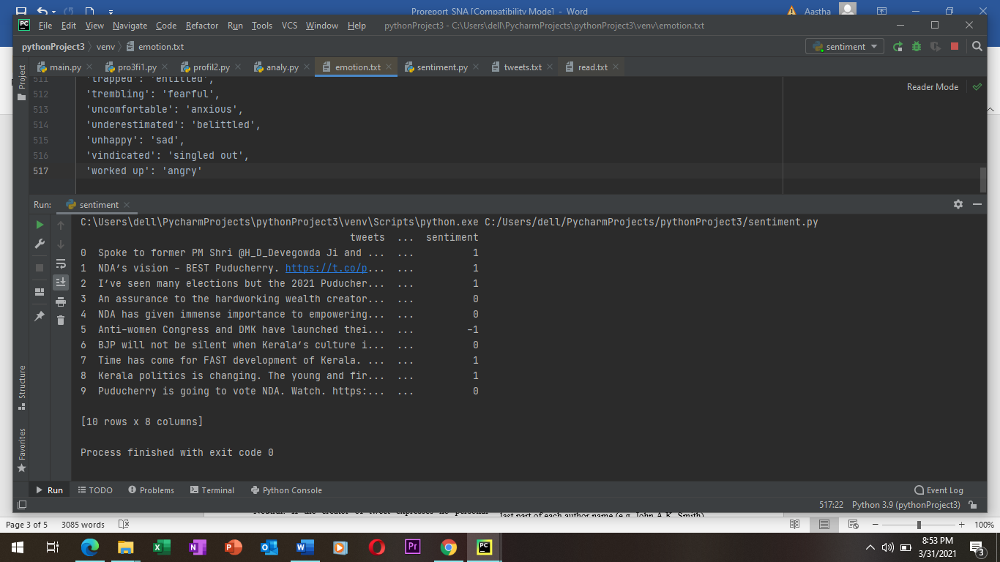 Proreport_SNA [Compatibility Mode] - Word
Aastha
PC File Edit View Navigate Code Refactor Run Tools VCS Window Help pythonProject3 - C:\Users\dell\PycharmProjects\pythonProject3\venv\emotion.txt
pythonProject3 venv emotion.txt
sentiment
main.py pro3fi1.py profil2.py analy.py emotion.txt sentiment.py tweets.txt read.txt
Project
511 'trapped': 'entitled',
Reader Mode
512 'trembling': 'fearful',
513 'uncomfortable': 'anxious',
514 'underestimated': 'belittled',
515 'unhappy': 'sad',
516 'vindicated': 'singled out',
517 'worked up': 'angry'
Run: sentiment
C:\Users\dell\PycharmProjects\pythonProject3\venv\Scripts\python.exe C:/Users/dell/PycharmProjects/pythonProject3/sentiment.py
tweets ... sentiment
0 Spoke to former PM Shri @H_D_Devegowda Ji and ... ... 1
1 NDA’s vision – BEST Puducherry. https://t.co/p... ... 1
2 I’ve seen many elections but the 2021 Puducher... ... 1
3 An assurance to the hardworking wealth creator... ... 0
4 NDA has given immense importance to empowering... ... 0
5 Anti-women Congress and DMK have launched thei... ... -1
6 BJP will not be silent when Kerala’s culture i... ... 0
7 Time has come for FAST development of Kerala. ... ... 1
8 Kerala politics is changing. The young and fir... ... 1
9 Puducherry is going to vote NDA. Watch. https:... ... 0
[10 rows x 8 columns]
Process finished with exit code 0
Structure
Favorites
Run TODO Problems Terminal Python Console Event Log
517:22 Python 3.9 (pythonProject3)
last part of each author name (e.g. John A.K. Smith)
Page 3 of 5 3085 words 100%
8:53 PM
3/31/2021
3